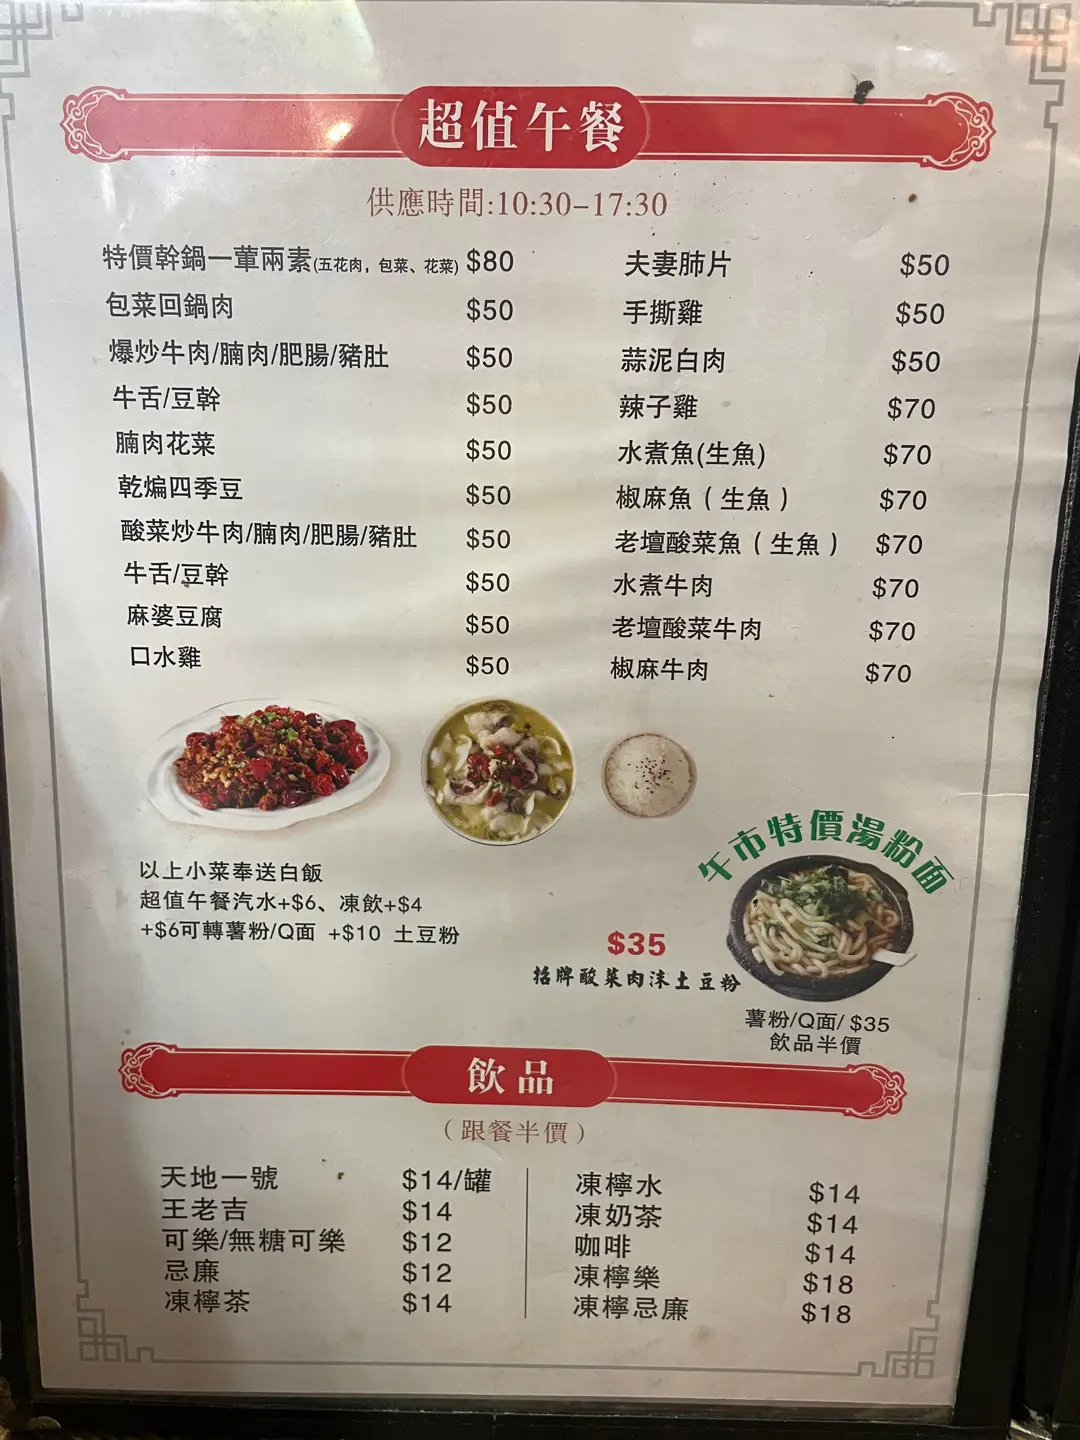 超值午餐
供應時間:10:30-17:30
特價幹鍋一葷兩素(五花肉，包菜、花菜) $80
包菜回鍋肉 $50
爆炒牛肉/腩肉/肥腸/豬肚 $50
牛舌/豆幹 $50
腩肉花菜 $50
乾煸四季豆 $50
酸菜炒牛肉/腩肉/肥腸/豬肚 $50
牛舌/豆幹 $50
麻婆豆腐 $50
口水雞 $50
夫妻肺片 $50
手撕雞 $50
蒜泥白肉 $50
辣子雞 $70
水煮魚(生魚) $70
椒麻魚（生魚） $70
老壇酸菜魚（生魚） $70
水煮牛肉 $70
老壇酸菜牛肉 $70
椒麻牛肉 $70
以上小菜奉送白飯
超值午餐汽水+$6、凍飲+$4
+$6可轉薯粉/Q面 +$10 土豆粉
午市特價湯粉面
$35
招牌酸菜肉沫土豆粉
薯粉/Q面/ $35
飲品半價
飲品
（跟餐半價）
天地一號 $14/罐
王老吉 $14
可樂/無糖可樂 $12
忌廉 $12
凍檸茶 $14
凍檸水 $14
凍奶茶 $14
咖啡 $14
凍檸樂 $18
凍檸忌廉 $18